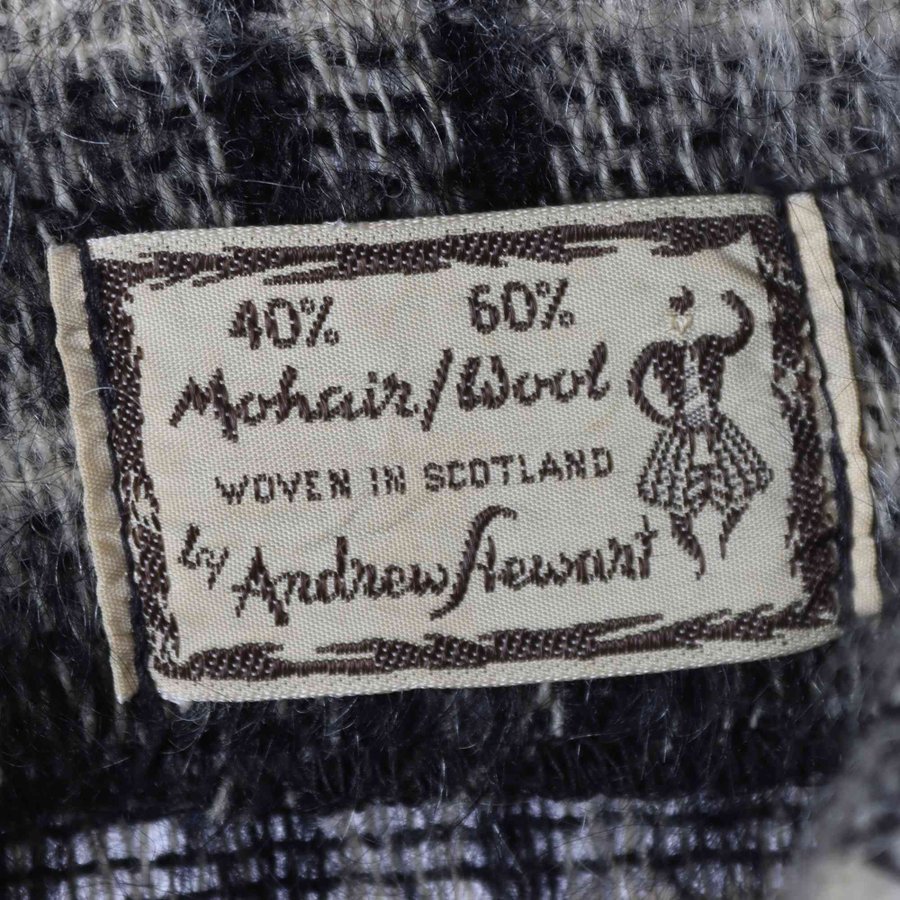 40% 60%
Mohair/Wool
WOVEN IN SCOTLAND
by Andrew Stewart